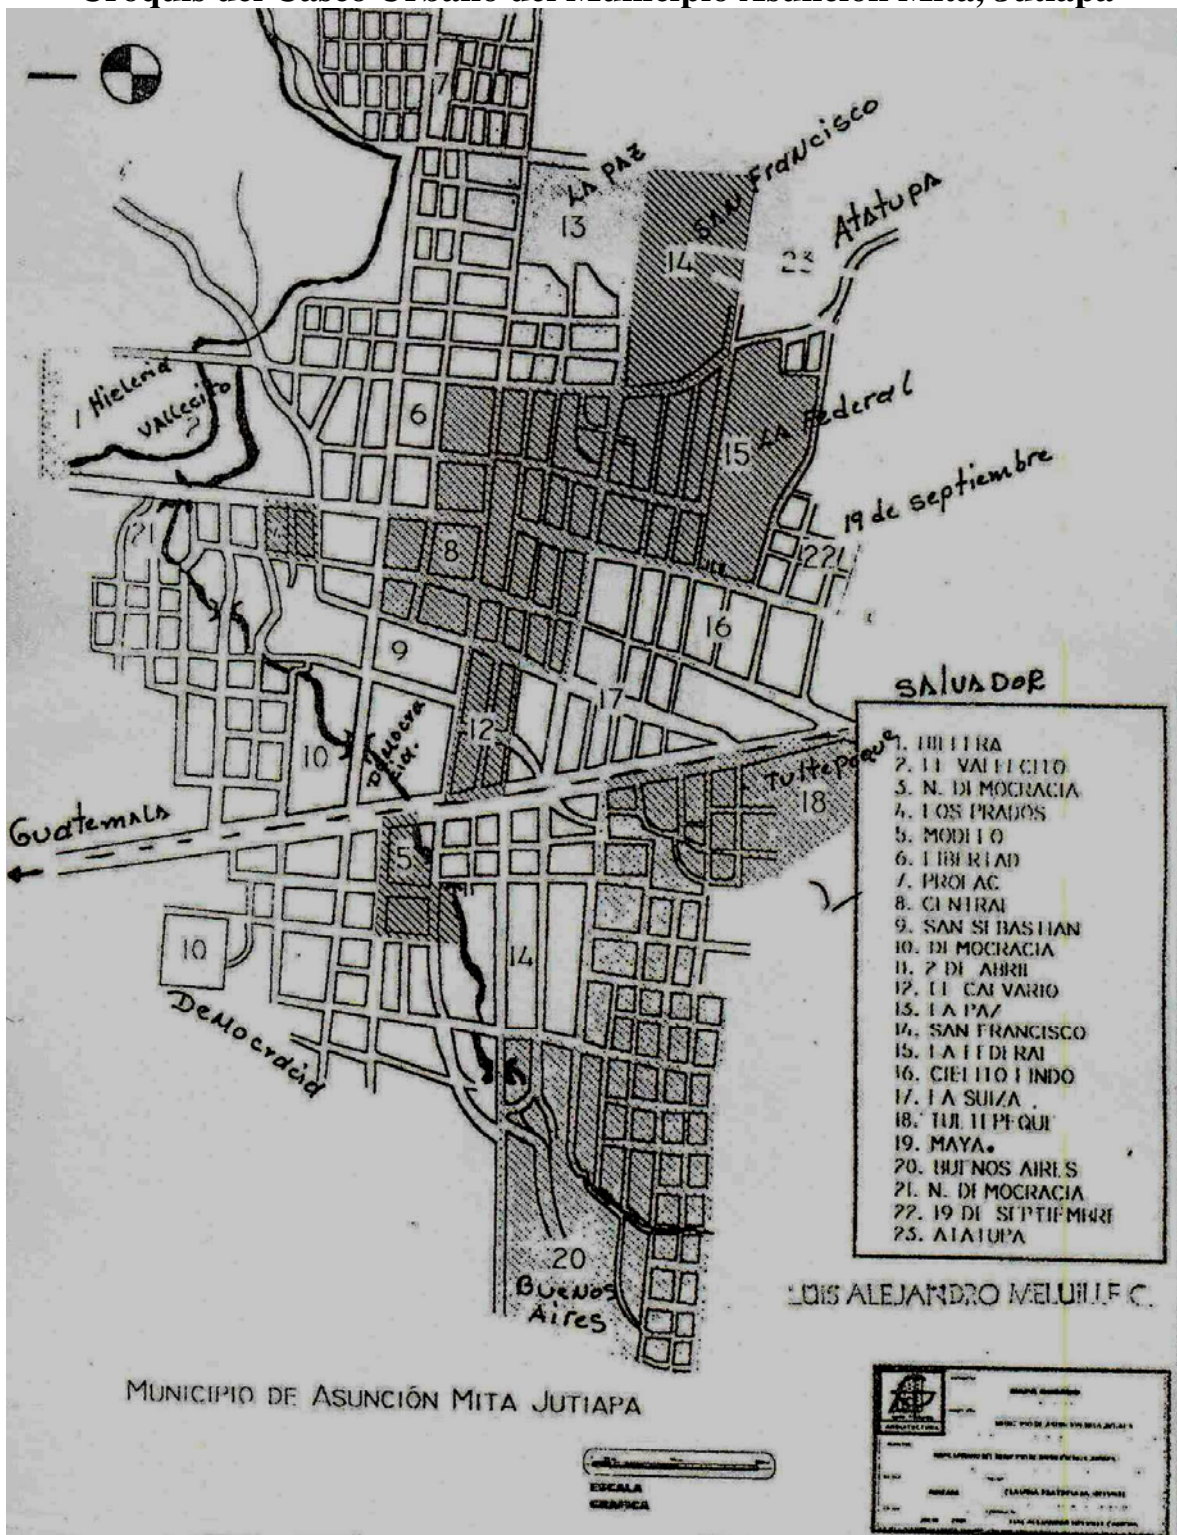 Croquis del Casco Urbano del Municipio Asunción Mita, Jutiapa
7
LA PAZ
13
SAN Francisco
14
23
Atatupa
1 Hieleria
Vallecito
2
6
15 LA Federal
19 de septiembre
21
8
22
16
9
17
SALVADOR
10
Democra
cia.
12
Tultepeque
18
Guatemala
5
10
14
Democracia
20
Buenos
Aires
1. HIELERA
2. EL VALLECITO
3. N. DEMOCRACIA
4. LOS PRADOS
5. MODELO
6. LIBERTAD
7. PROLAC
8. CENTRAL
9. SAN SEBASTIAN
10. DEMOCRACIA
11. 2 DE ABRIL
12. EL CALVARIO
13. LA PAZ
14. SAN FRANCISCO
15. LA FEDERAL
16. CIELITO LINDO
17. LA SUIZA.
18. TULTEPEQUE
19. MAYA.
20. BUENOS AIRES
21. N. DEMOCRACIA
22. 19 DE SEPTIEMBRE
23. ATATUPA
LUIS ALEJANDRO MELUILLE C.
MUNICIPIO DE ASUNCIÓN MITA JUTIAPA
ESCALA
GRAFICA
ARQUITECTURA